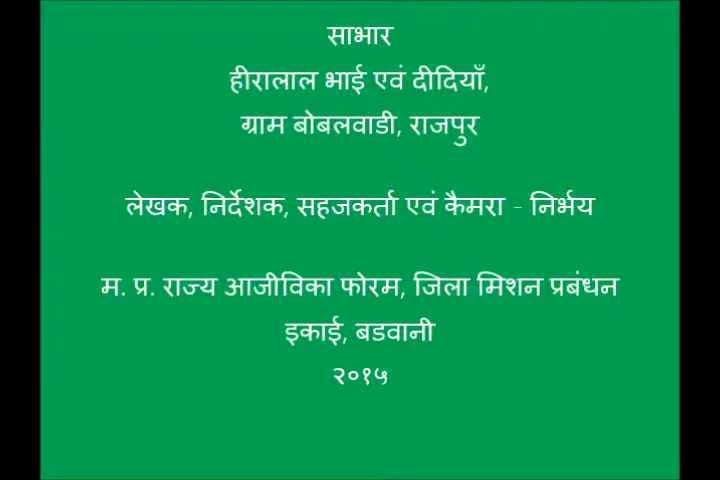 साभार
हीरालाल भाई एवं दीदियाँ,
ग्राम बोबलवाडी, राजपुर
लेखक, निर्देशक, सहजकर्ता एवं कैमरा - निर्भय
म. प्र. राज्य आजीविका फोरम, जिला मिशन प्रबंधन
इकाई, बडवानी
२०१५